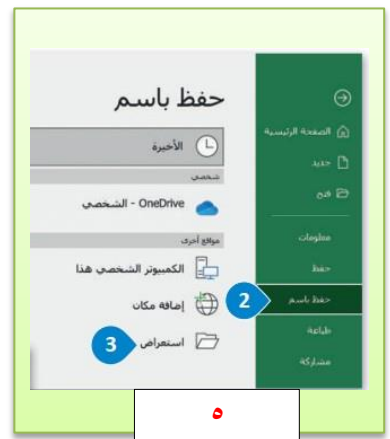 الصفحة الرئيسية
جديد
فتح
معلومات
حفظ
حفظ باسم
2
طباعة
مشاركة
حفظ باسم
الأخيرة
شخصي
OneDrive - الشخصي
مواقع أخرى
الكمبيوتر الشخصي هذا
إضافة مكان
استعراض
3
٥